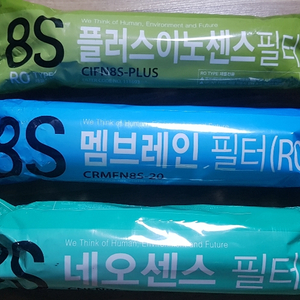 We Think of Human, Environment and Future
8S 플러스이노센스 필터
RO
CIFN8S-PLUS
We Think of Human, Environment and Future
8S 멤브레인 필터(RO
CRMFN8S-20
We Think of Human, Environment and Future
8S 네오센스 필터